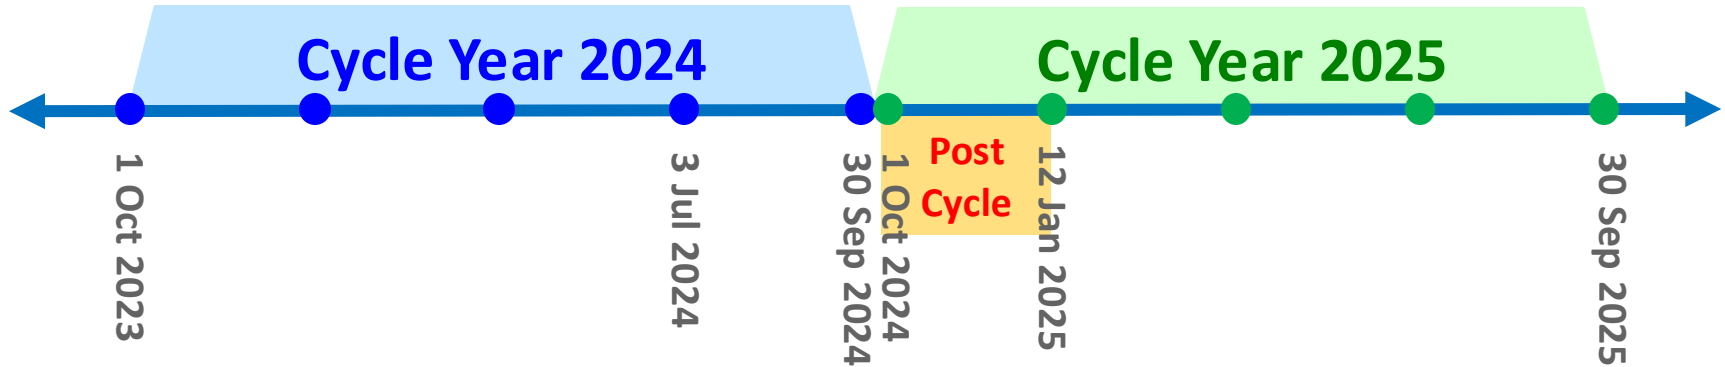 Cycle Year 2024
Cycle Year 2025
Post
Cycle
1 Oct 2023
3 Jul 2024
30 Sep 2024
1 Oct 2024
12 Jan 2025
30 Sep 2025